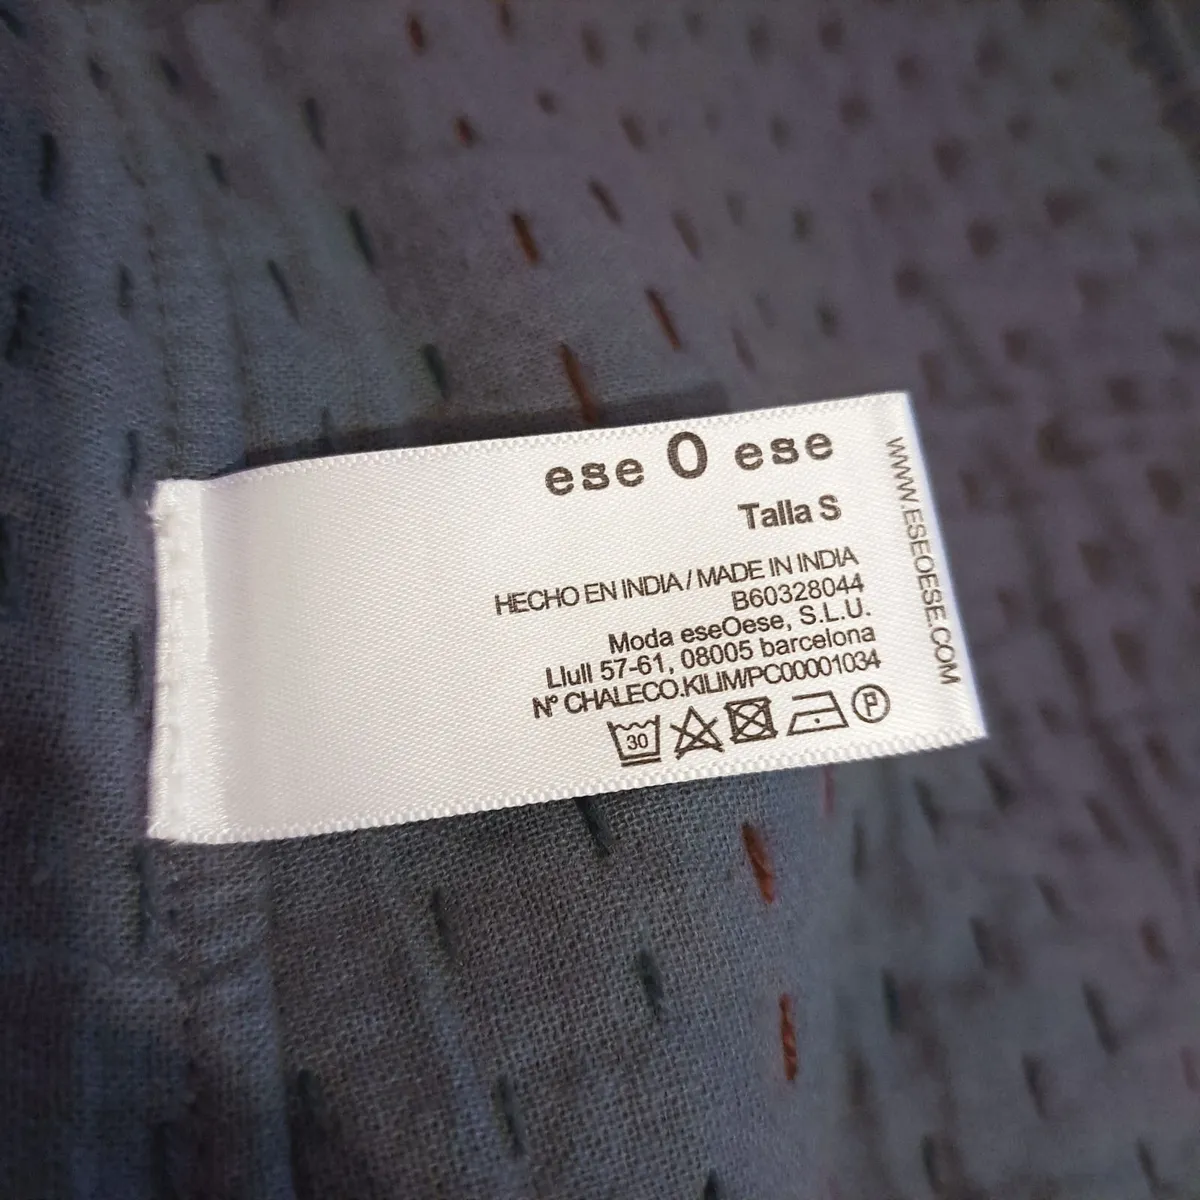 ese O ese
Talla S
HECHO EN INDIA / MADE IN INDIA
B60328044
Moda eseOese, S.L.U.
Llull 57-61, 08005 barcelona
Nº CHALECO.KILIM/PC00001034
30
P
WWW.ESEOESE.COM